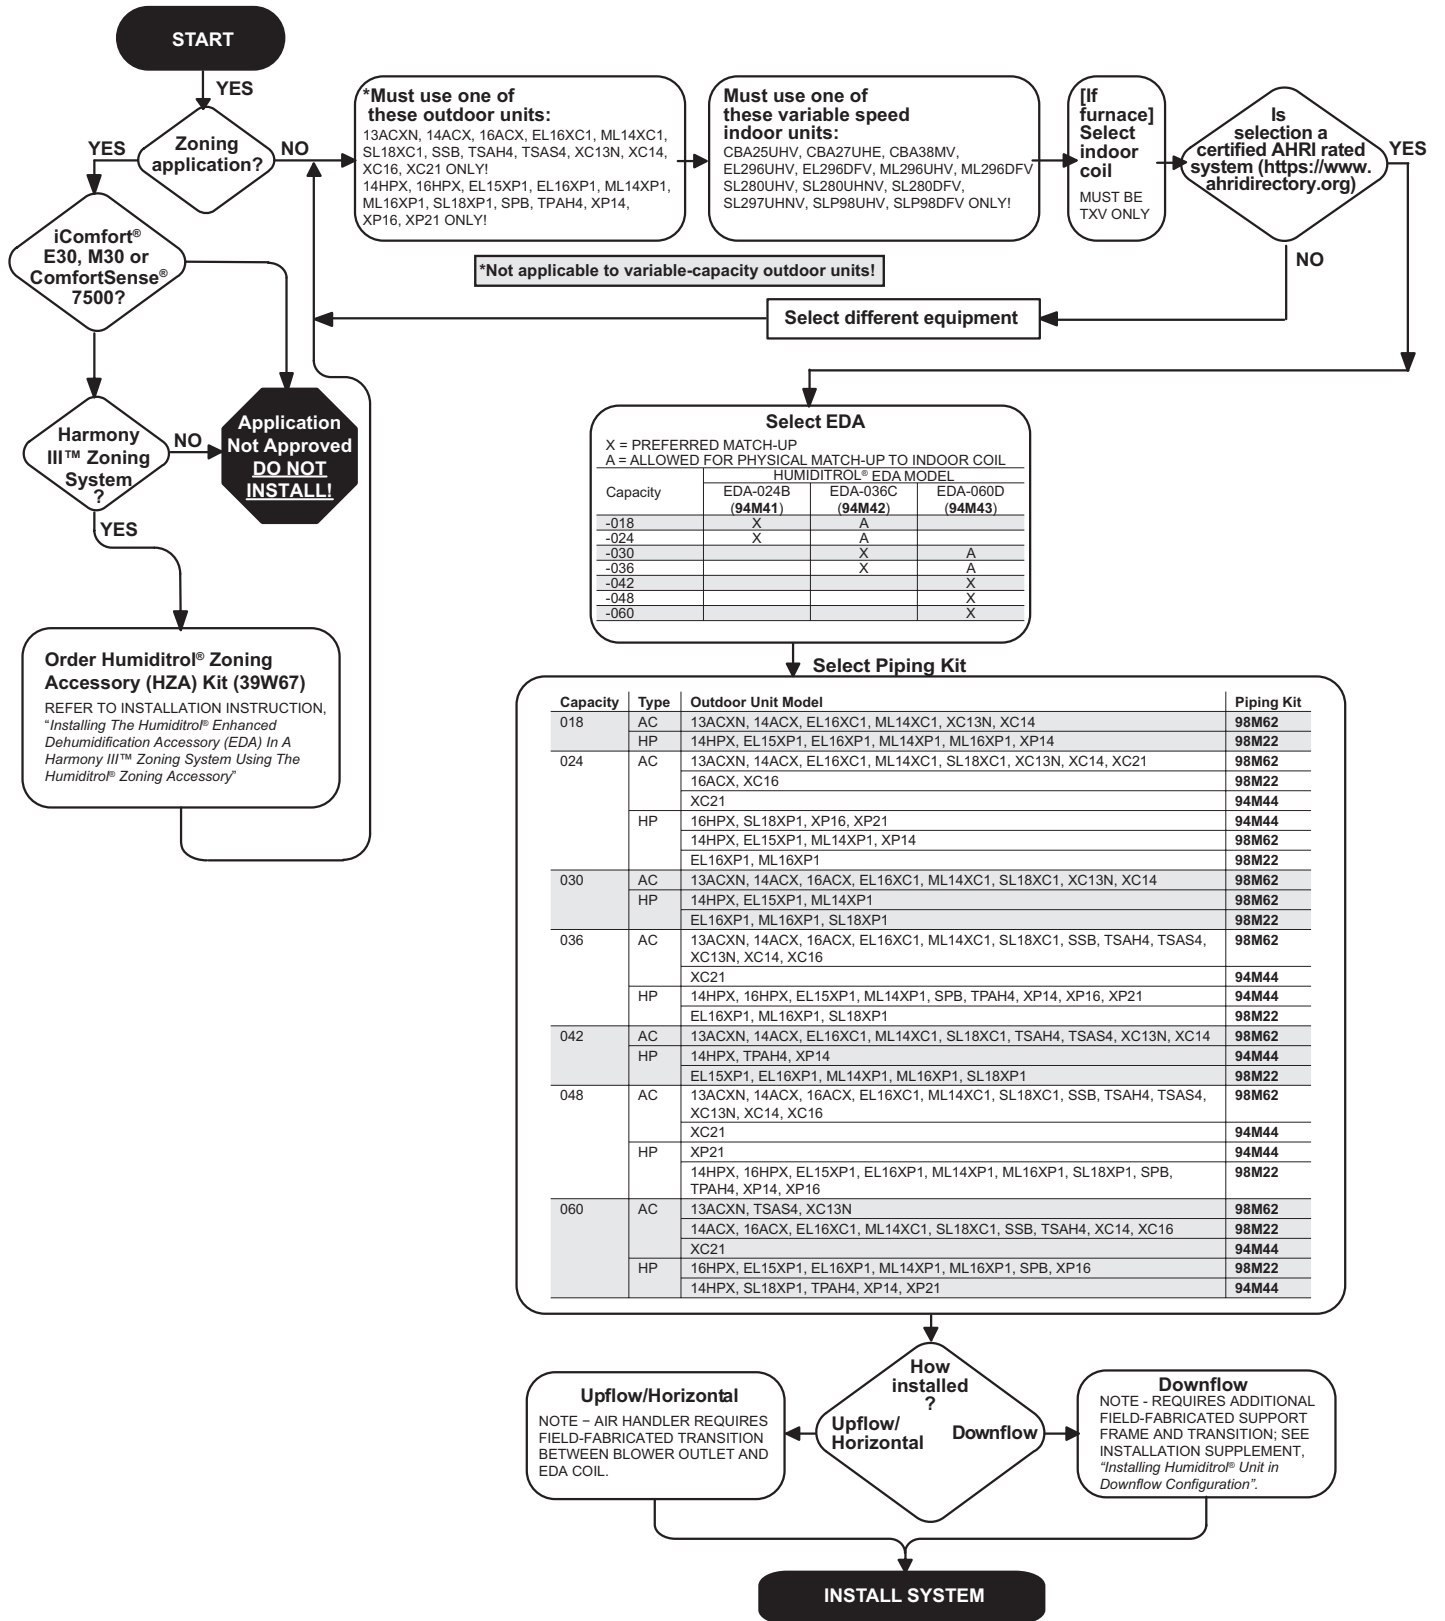 START
YES
Zoning
application?
YES
NO
*Must use one of
these outdoor units:
13ACXN, 14ACX, 16ACX, EL16XC1, ML14XC1,
SL18XC1, SSB, TSAH4, TSAS4, XC13N, XC14,
XC16, XC21 ONLY!
14HPX, 16HPX, EL15XP1, EL16XP1, ML14XP1,
ML16XP1, SL18XP1, SPB, TPAH4, XP14,
XP16, XP21 ONLY!
Must use one of
these variable speed
indoor units:
CBA25UHV, CBA27UHE, CBA38MV,
EL296UHV, EL296DFV, ML296UHV, ML296DFV
SL280UHV, SL280UHNV, SL280DFV,
SL297UHNV, SLP98UHV, SLP98DFV ONLY!
[If
furnace]
Select
indoor
coil
MUST BE
TXV ONLY
Is
selection a
certified AHRI rated
system (https://www.
ahridirectory.org)
YES
NO
iComfort®
E30, M30 or
ComfortSense®
7500?
*Not applicable to variable-capacity outdoor units!
Select different equipment
Harmony
III™ Zoning
System
?
NO
YES
Application
Not Approved
DO NOT
INSTALL!
Order Humiditrol® Zoning
Accessory (HZA) Kit (39W67)
REFER TO INSTALLATION INSTRUCTION,
“Installing The Humiditrol® Enhanced
Dehumidification Accessory (EDA) In A
Harmony III™ Zoning System Using The
Humiditrol® Zoning Accessory”
Select EDA
X = PREFERRED MATCH-UP
A = ALLOWED FOR PHYSICAL MATCH-UP TO INDOOR COIL
HUMIDITROL® EDA MODEL
Capacity EDA-024B EDA-036C EDA-060D
(94M41) (94M42) (94M43)
-018 X A
-024 X A
-030 X A
-036 X A
-042 X
-048 X
-060 X
Select Piping Kit
Capacity Type Outdoor Unit Model Piping Kit
018 AC 13ACXN, 14ACX, EL16XC1, ML14XC1, XC13N, XC14 98M62
HP 14HPX, EL15XP1, EL16XP1, ML14XP1, ML16XP1, XP14 98M22
024 AC 13ACXN, 14ACX, EL16XC1, ML14XC1, SL18XC1, XC13N, XC14, XC21 98M62
16ACX, XC16 98M22
XC21 94M44
HP 16HPX, SL18XP1, XP16, XP21 94M44
14HPX, EL15XP1, ML14XP1, XP14 98M62
EL16XP1, ML16XP1 98M22
030 AC 13ACXN, 14ACX, 16ACX, EL16XC1, ML14XC1, SL18XC1, XC13N, XC14 98M62
HP 14HPX, EL15XP1, ML14XP1 98M62
EL16XP1, ML16XP1, SL18XP1 98M22
036 AC 13ACXN, 14ACX, 16ACX, EL16XC1, ML14XC1, SL18XC1, SSB, TSAH4, TSAS4, 98M62
XC13N, XC14, XC16
XC21 94M44
HP 14HPX, 16HPX, EL15XP1, ML14XP1, SPB, TPAH4, XP14, XP16, XP21 94M44
EL16XP1, ML16XP1, SL18XP1 98M22
042 AC 13ACXN, 14ACX, EL16XC1, ML14XC1, SL18XC1, TSAH4, TSAS4, XC13N, XC14 98M62
HP 14HPX, TPAH4, XP14 94M44
EL15XP1, EL16XP1, ML14XP1, ML16XP1, SL18XP1 98M22
048 AC 13ACXN, 14ACX, 16ACX, EL16XC1, ML14XC1, SL18XC1, SSB, TSAH4, TSAS4, 98M62
XC13N, XC14, XC16
XC21 94M44
HP XP21 94M44
14HPX, 16HPX, EL15XP1, EL16XP1, ML14XP1, ML16XP1, SL18XP1, SPB, 98M22
TPAH4, XP14, XP16
060 AC 13ACXN, TSAS4, XC13N 98M62
14ACX, 16ACX, EL16XC1, ML14XC1, SL18XC1, SSB, TSAH4, XC14, XC16 98M22
XC21 94M44
HP 16HPX, EL15XP1, EL16XP1, ML14XP1, ML16XP1, SPB, XP16 98M22
14HPX, SL18XP1, TPAH4, XP14, XP21 94M44
How
installed
?
Upflow/
Horizontal
Downflow
Upflow/Horizontal
NOTE – AIR HANDLER REQUIRES
FIELD-FABRICATED TRANSITION
BETWEEN BLOWER OUTLET AND
EDA COIL.
Downflow
NOTE - REQUIRES ADDITIONAL
FIELD-FABRICATED SUPPORT
FRAME AND TRANSITION; SEE
INSTALLATION SUPPLEMENT,
“Installing Humiditrol® Unit in
Downflow Configuration”.
INSTALL SYSTEM